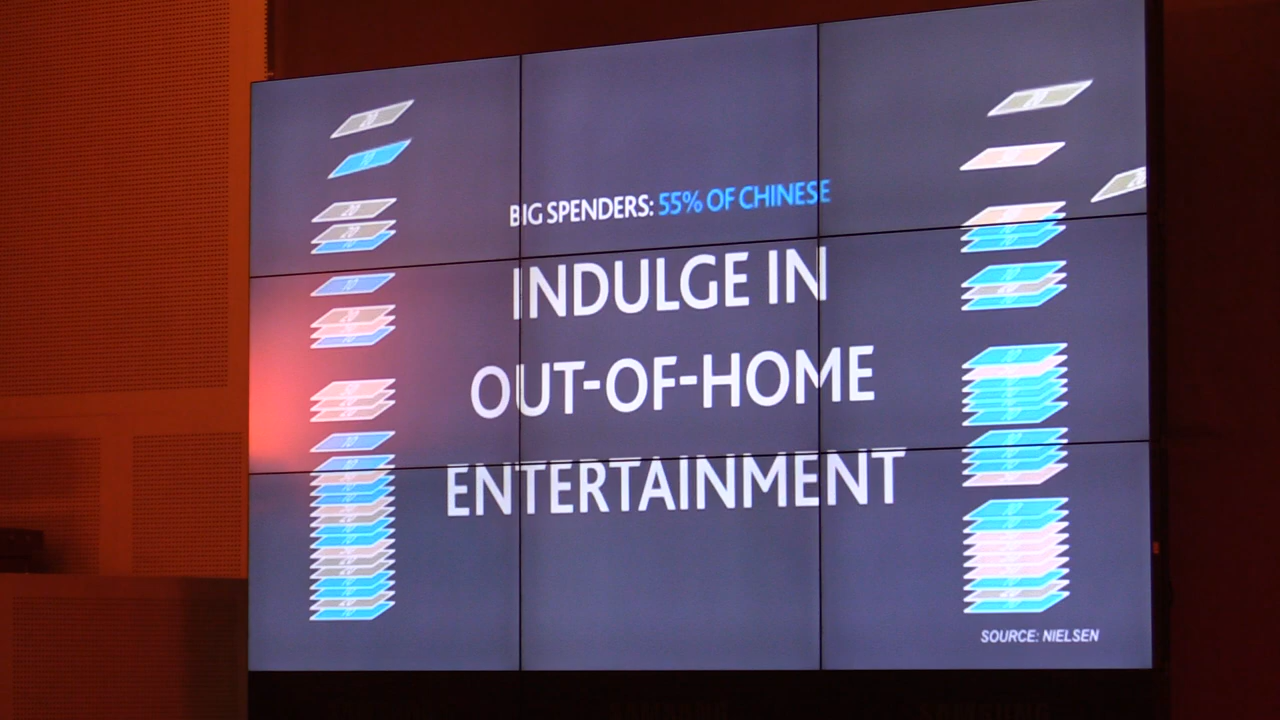 BIG SPENDERS: 55% OF CHINESE
INDULGE IN
OUT-OF-HOME
ENTERTAINMENT
SOURCE: NIELSEN